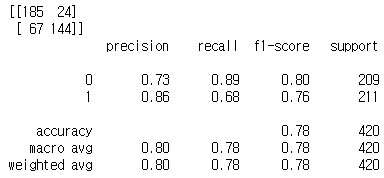 [[185  24]
 [ 67 144]]
              precision    recall  f1-score   support

           0       0.73      0.89      0.80       209
           1       0.86      0.68      0.76       211

    accuracy                           0.78       420
   macro avg       0.80      0.78      0.78       420
weighted avg       0.80      0.78      0.78       420